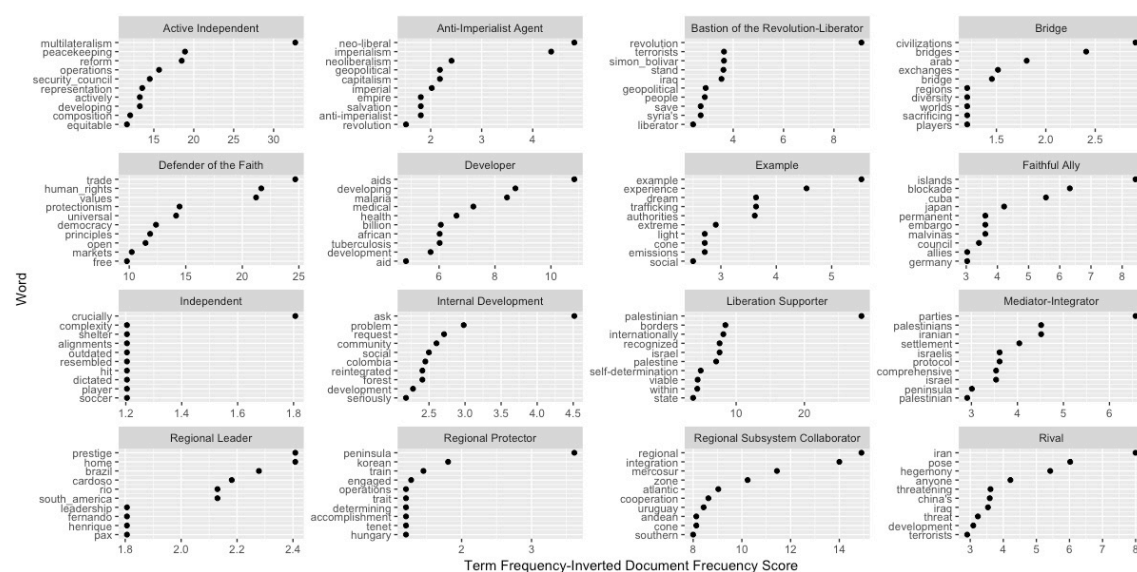 Active Independent
multilateralism
peacekeeping
reform
operations
security_council
representation
actively
developing
composition
equitable
15 20 25 30
Anti-Imperialist Agent
neo-liberal
imperialism
neoliberalism
geopolitical
capitalism
imperial
empire
salvation
anti-imperialist
revolution
2 3 4
Bastion of the Revolution-Liberator
revolution
terrorists
simon_bolivar
stand
iraq
geopolitical
people
save
syria's
liberator
4 6 8
Bridge
civilizations
bridges
arab
exchanges
bridge
regions
diversity
worlds
sacrificing
players
1.5 2.0 2.5
Defender of the Faith
trade
human_rights
values
protectionism
universal
democracy
principles
open
markets
free
10 15 20 25
Developer
aids
developing
malaria
medical
health
billion
african
tuberculosis
development
aid
6 8 10
Example
example
experience
dream
trafficking
authorities
extreme
light
cone
emissions
social
3 4 5
Faithful Ally
islands
blockade
cuba
japan
permanent
embargo
malvinas
council
allies
germany
3 4 5 6 7 8
Independent
crucially
complexity
shelter
alignments
outdated
resembled
hit
dictated
player
soccer
1.2 1.4 1.6 1.8
Internal Development
ask
problem
request
community
social
colombia
reintegrated
forest
development
seriously
2.5 3.0 3.5 4.0 4.5
Liberation Supporter
palestinian
borders
internationally
recognized
israel
palestine
self-determination
viable
within
state
10 20
Mediator-Integrator
parties
palestinians
iranian
settlement
israelis
protocol
comprehensive
israel
peninsula
palestinian
3 4 5 6
Regional Leader
prestige
home
brazil
cardoso
rio
south_america
leadership
fernando
henrique
pax
1.8 2.0 2.2 2.4
Regional Protector
peninsula
korean
train
engaged
operations
trait
determining
accomplishment
tenet
hungary
2 3
Regional Subsystem Collaborator
regional
integration
mercosur
zone
atlantic
cooperation
uruguay
andean
cone
southern
8 10 12 14
Rival
iran
pose
hegemony
anyone
threatening
china's
iraq
threat
development
terrorists
3 4 5 6 7 8
Word
Term Frequency-Inverted Document Frecuency Score